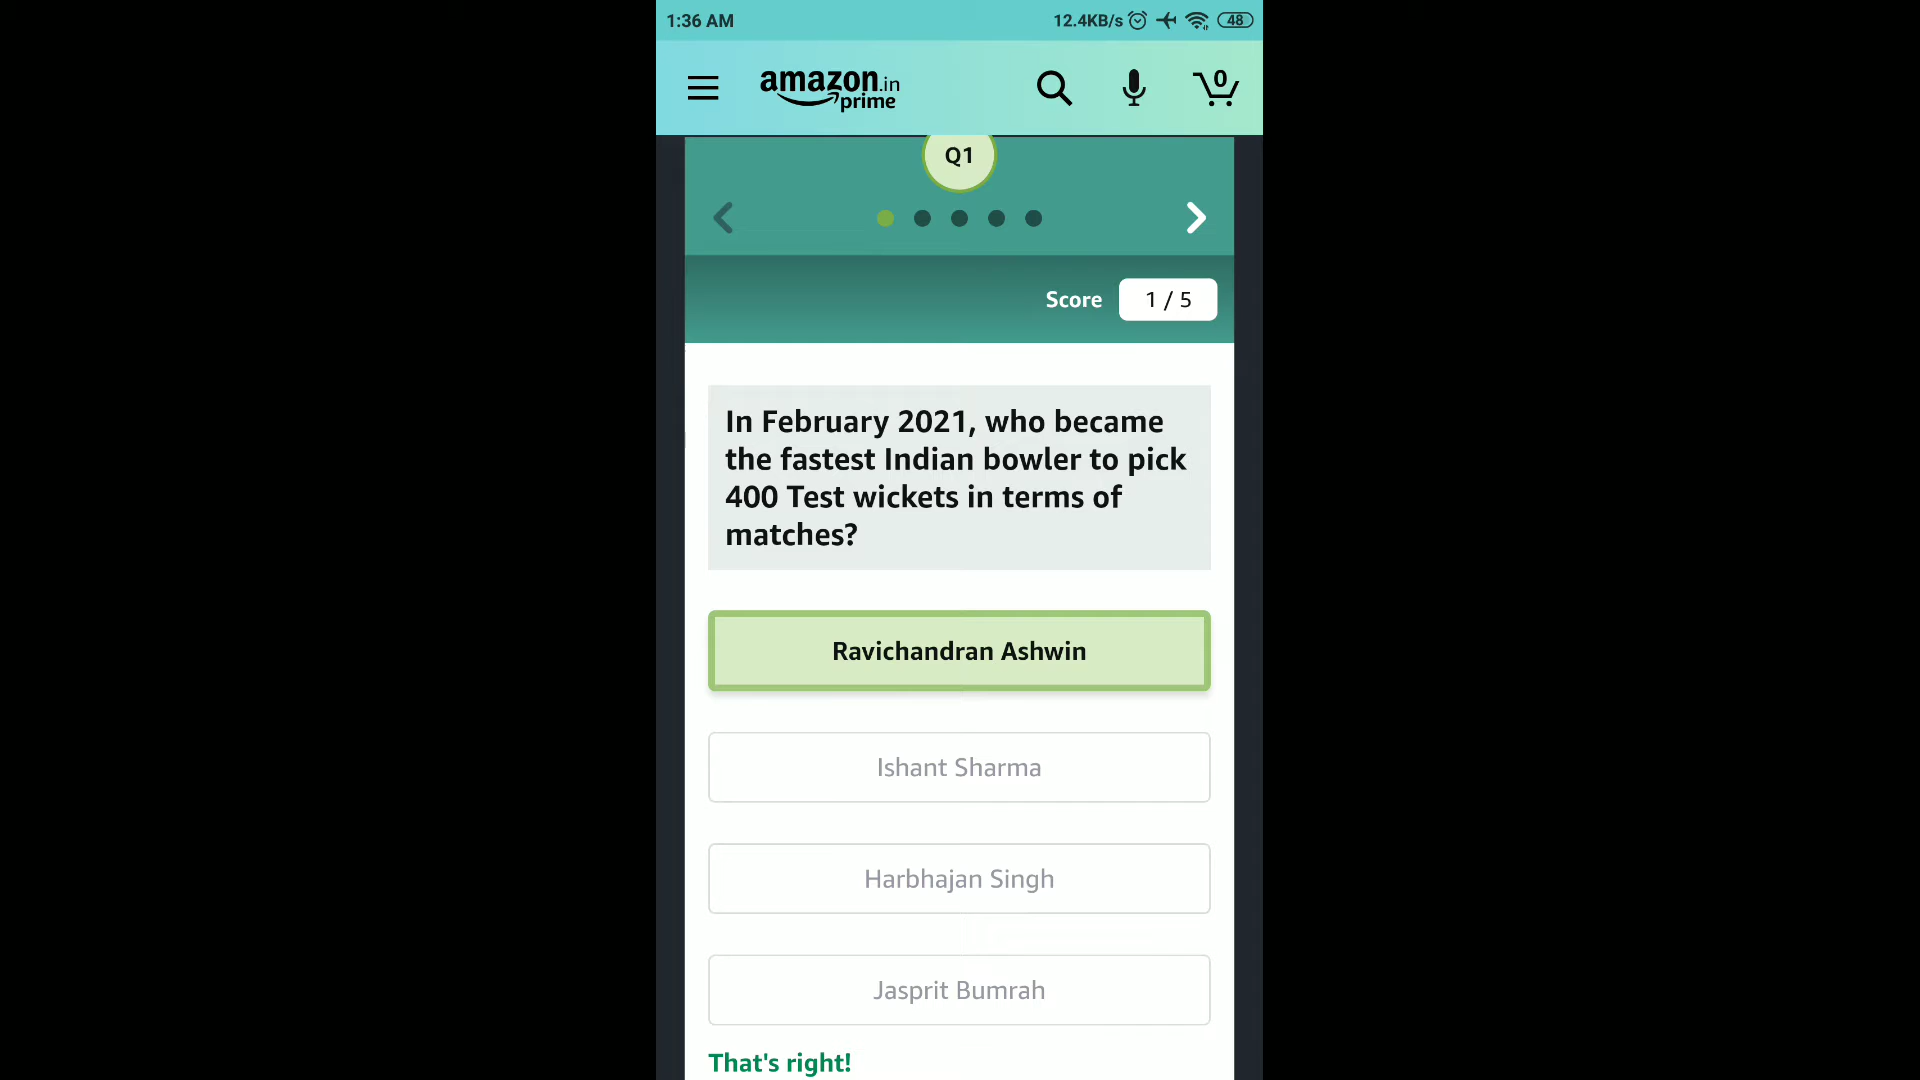 1:36 AM 12.4KB/s 48
amazon.in
prime
0
Q1
Score 1 / 5
In February 2021, who became
the fastest Indian bowler to pick
400 Test wickets in terms of
matches?
Ravichandran Ashwin
Ishant Sharma
Harbhajan Singh
Jasprit Bumrah
That's right!